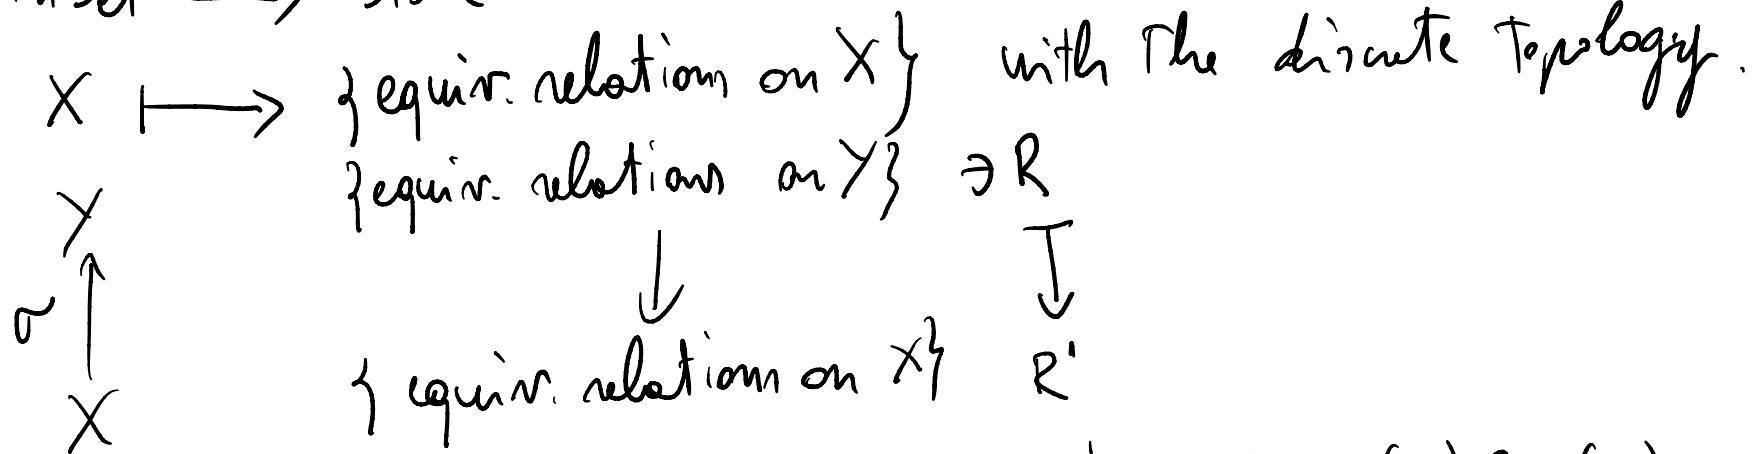 X ⟼ { equiv. relations on X} with the discrete topology.
Y {equiv. relations on Y} ∋ R
σ ↑ ↓ ↧
X { equiv. relations on X} R'